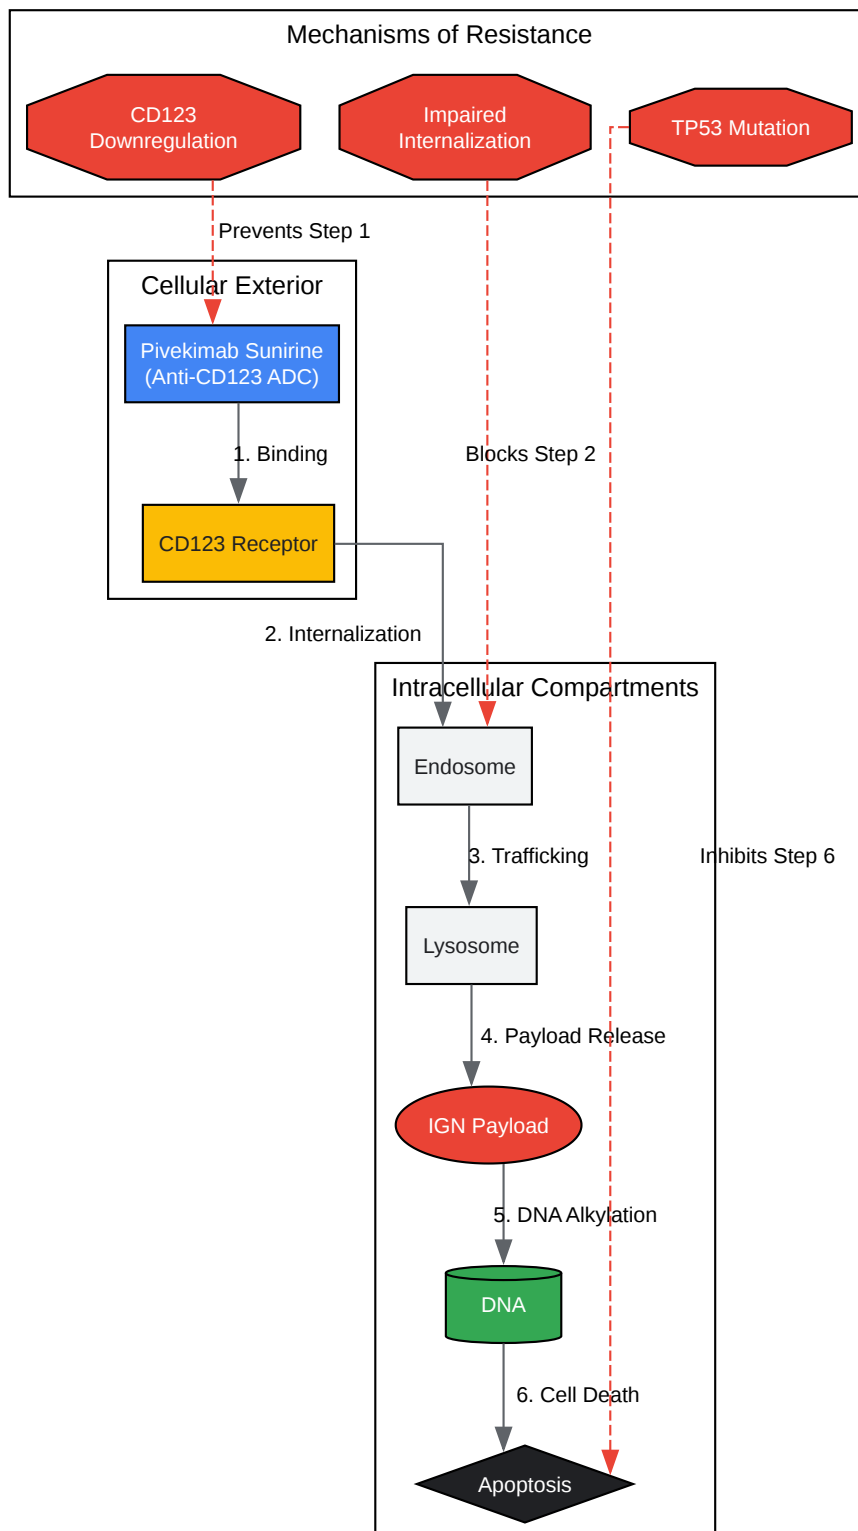 Mechanisms of Resistance
CD123
Downregulation
Impaired
Internalization
TP53 Mutation
Prevents Step 1
Cellular Exterior
Pivekimab Sunirine
(Anti-CD123 ADC)
1. Binding
Blocks Step 2
CD123 Receptor
2. Internalization
Intracellular Compartments
Endosome
3. Trafficking
Inhibits Step 6
Lysosome
4. Payload Release
IGN Payload
5. DNA Alkylation
DNA
6. Cell Death
Apoptosis